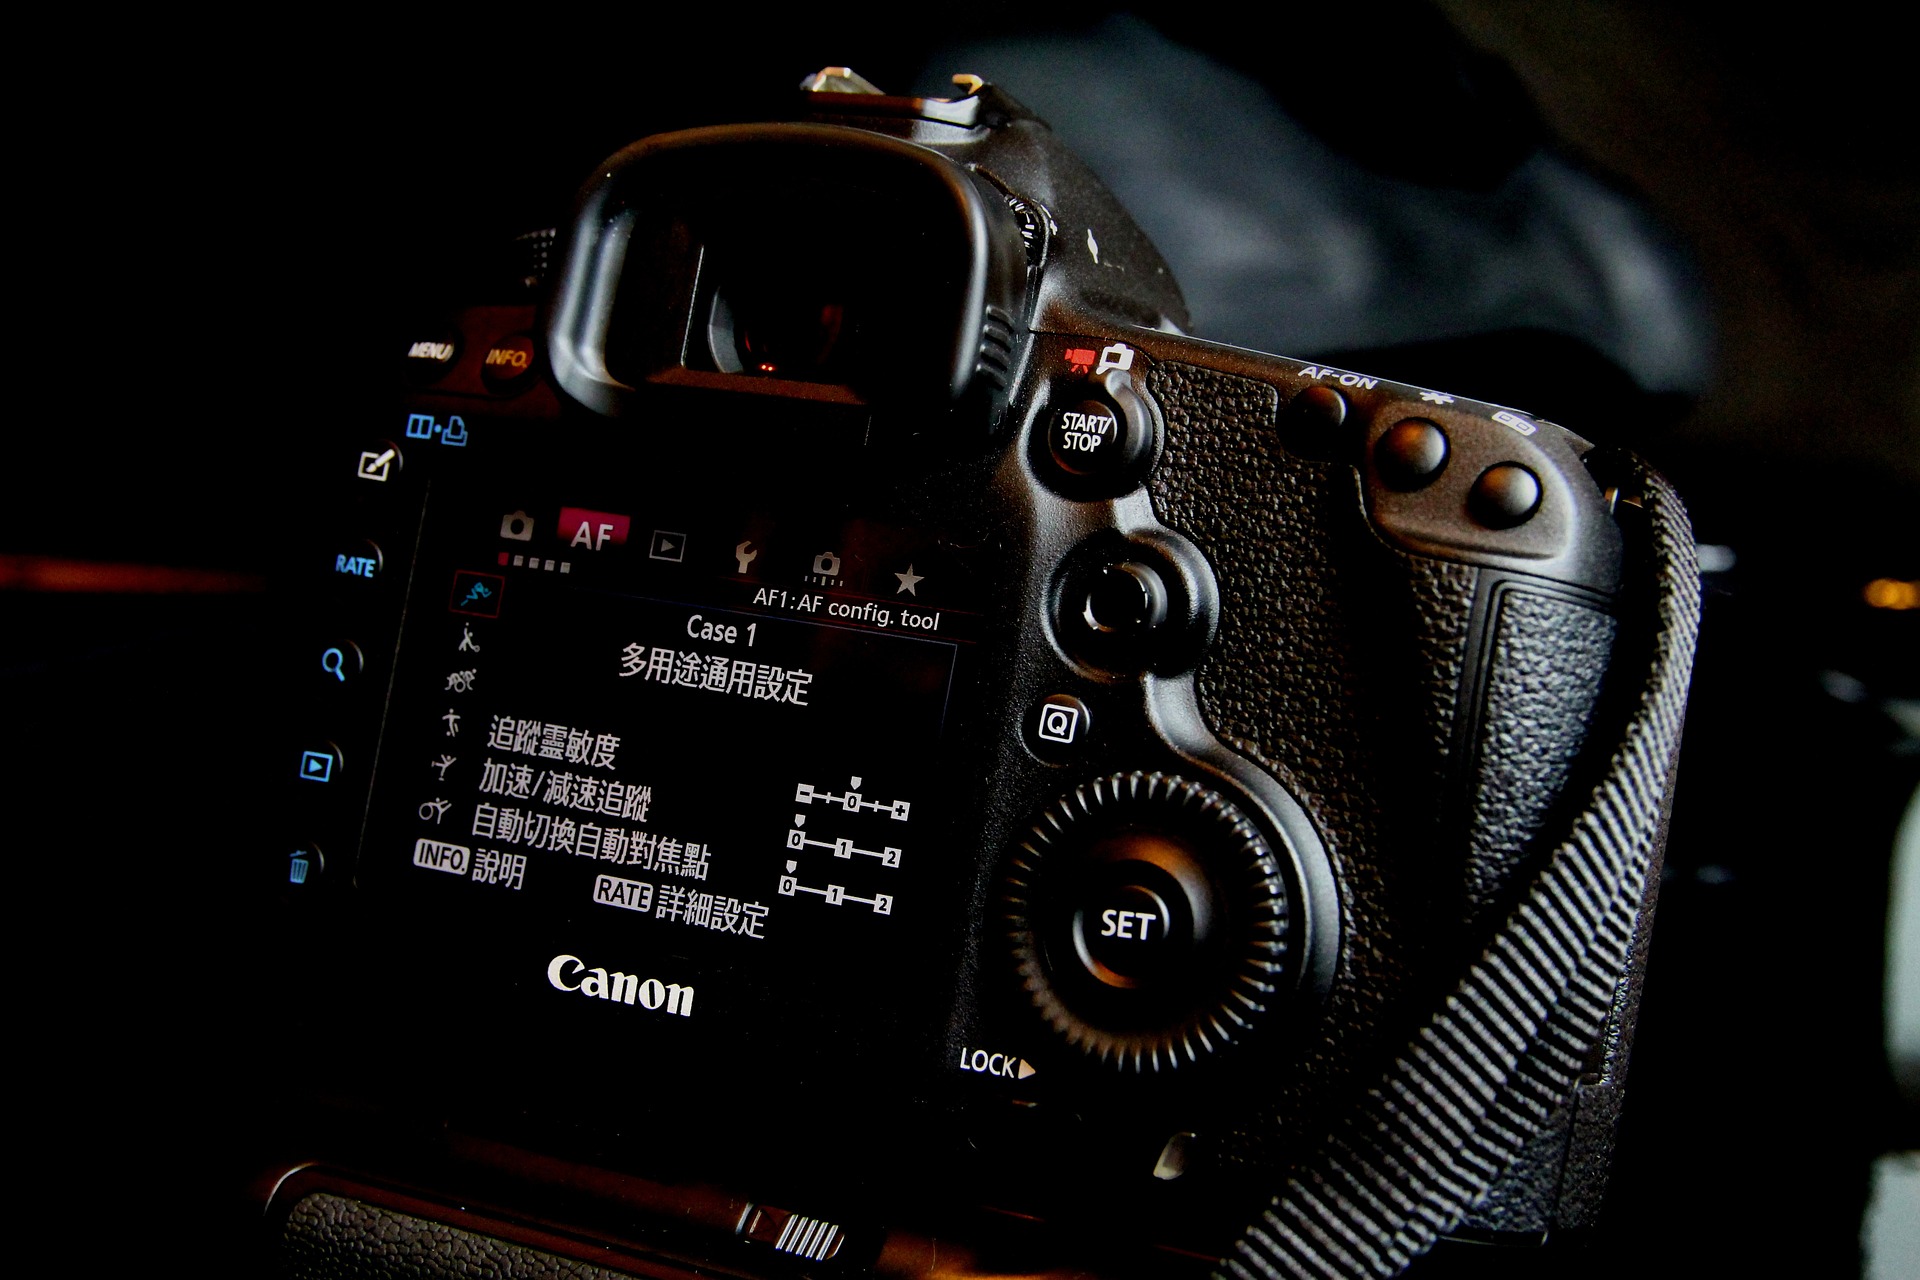 MENU
INFO.
START/
STOP
AF-ON
RATE
AF
AF1:AF config. tool
Case 1
多用途通用設定
追蹤靈敏度
- 0 +
加速/減速追蹤
0 1 2
自動切換自動對焦點
0 1 2
INFO. 說明
RATE 詳細設定
Q
SET
Canon
LOCK